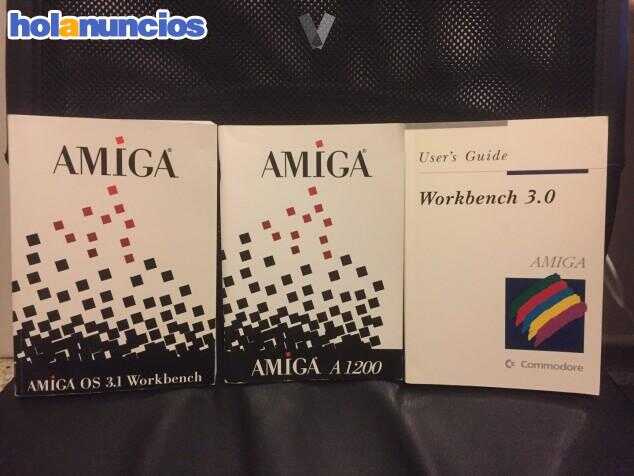 holanuncios
AMIGA®
AMIGA OS 3.1 Workbench
AMIGA®
AMIGA A1200
User's Guide
Workbench 3.0
AMIGA
Commodore